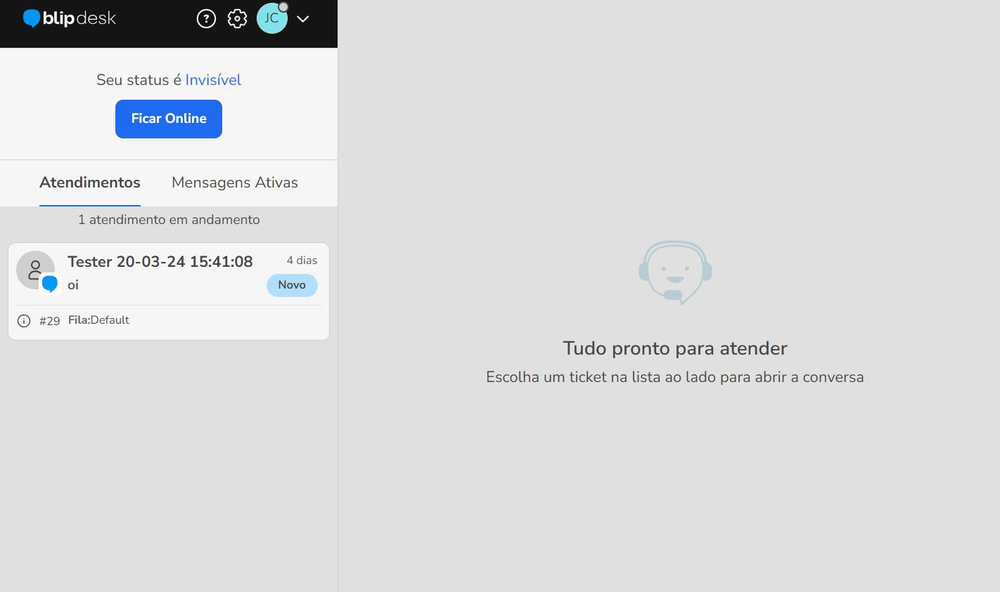 blip desk
JC
Seu status é Invisível
Ficar Online
Atendimentos
Mensagens Ativas
1 atendimento em andamento
Tester 20-03-24 15:41:08
4 dias
oi
Novo
#29 Fila:Default
Tudo pronto para atender
Escolha um ticket na lista ao lado para abrir a conversa